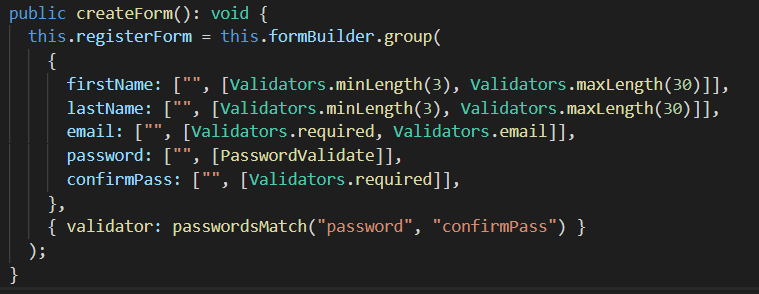 public createForm(): void {
this.registerForm = this.formBuilder.group(
{
firstName: ["", [Validators.minLength(3), Validators.maxLength(30)]],
lastName: ["", [Validators.minLength(3), Validators.maxLength(30)]],
email: ["", [Validators.required, Validators.email]],
password: ["", [PasswordValidate]],
confirmPass: ["", [Validators.required]],
},
{ validator: passwordsMatch("password", "confirmPass") }
);
}